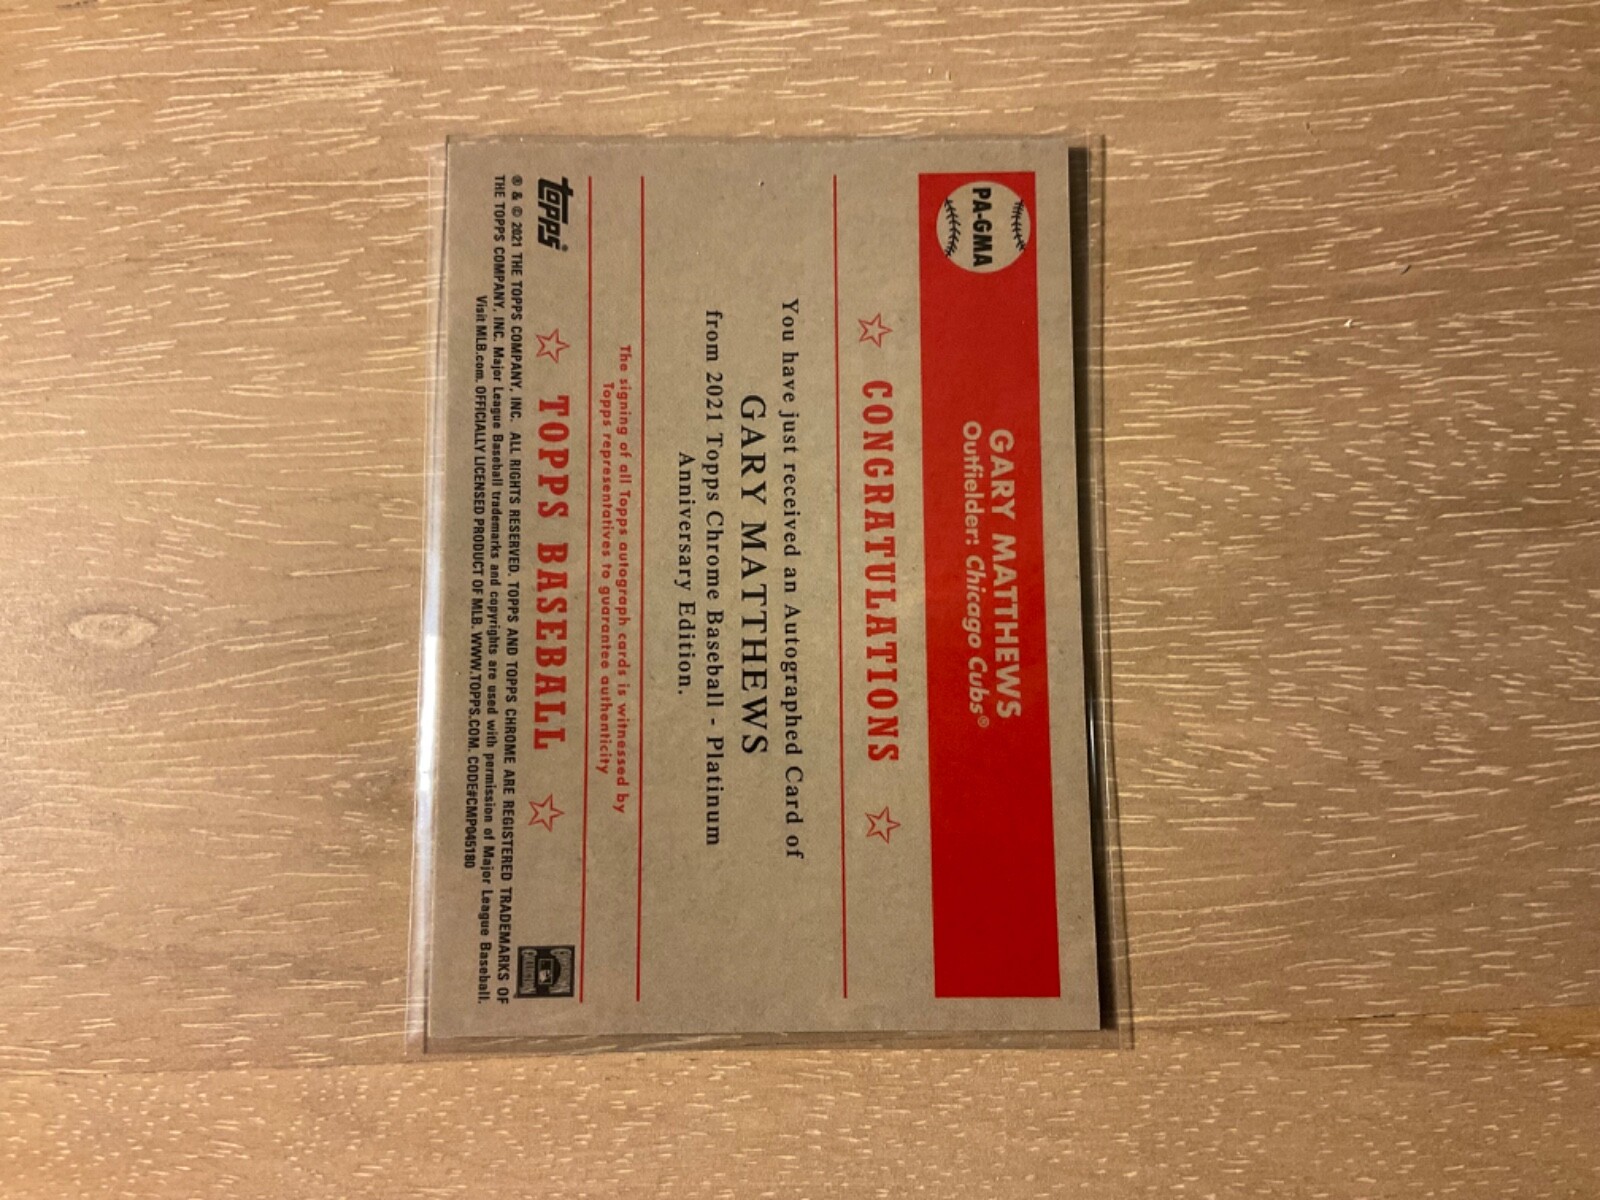 PA-GMA
GARY MATTHEWS
Outfielder: Chicago Cubs®
CONGRATULATIONS
You have just received an Autographed Card of
GARY MATTHEWS
from 2021 Topps Chrome Baseball - Platinum
Anniversary Edition.
The signing of all Topps autograph cards is witnessed by
Topps representatives to guarantee authenticity
topps®
TOPPS BASEBALL
COOPERSTOWN
COLLECTION
® & © 2021 THE TOPPS COMPANY, INC. ALL RIGHTS RESERVED. TOPPS AND TOPPS CHROME ARE REGISTERED TRADEMARKS OF
THE TOPPS COMPANY, INC. Major League Baseball trademarks and copyrights are used with permission of Major League Baseball.
Visit MLB.com. OFFICIALLY LICENSED PRODUCT OF MLB. WWW.TOPPS.COM. CODE#CMP045180